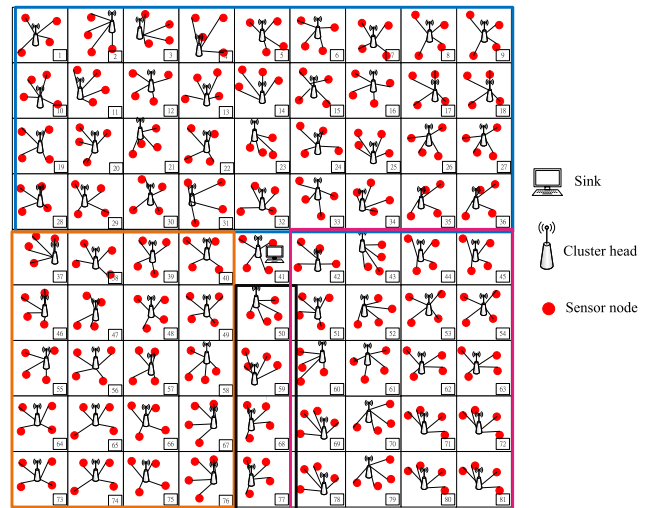 1 2 3 4 5 6 7 8 9
10 11 12 13 14 15 16 17 18
Sink
19 20 21 22 23 24 25 26 27
28 29 30 31 32 33 34 35 36
Cluster head
37 38 39 40 41 42 43 44 45
Sensor node
46 47 48 49 50 51 52 53 54
55 56 57 58 59 60 61 62 63
64 65 66 67 68 69 70 71 72
73 74 75 76 77 78 79 80 81